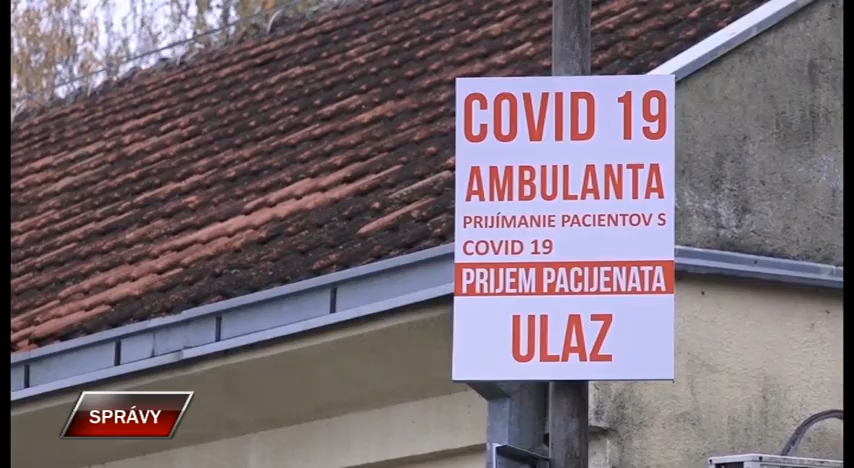 COVID 19
AMBULANTA
PRIJÍMANIE PACIENTOV S
COVID 19
PRIJEM PACIJENATA
ULAZ
SPRÁVY